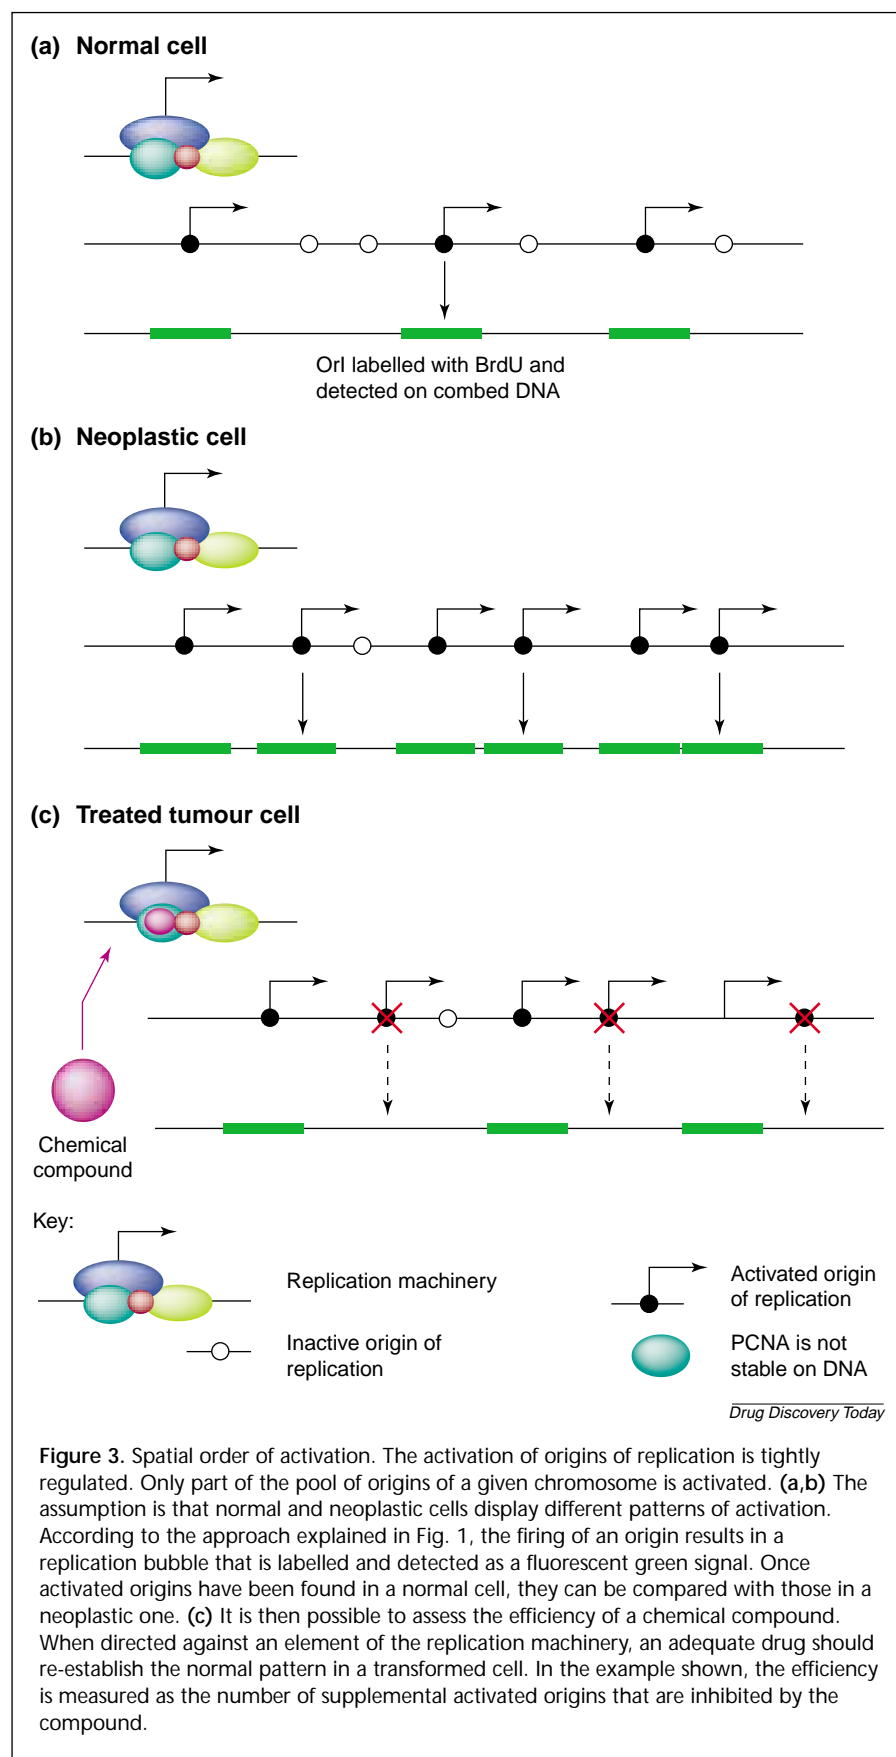 (a) Normal cell
OrI labelled with BrdU and
detected on combed DNA
(b) Neoplastic cell
(c) Treated tumour cell
Chemical
compound
Key:
Replication machinery
Activated origin
of replication
Inactive origin of
replication
PCNA is not
stable on DNA
Drug Discovery Today
Figure 3. Spatial order of activation. The activation of origins of replication is tightly
regulated. Only part of the pool of origins of a given chromosome is activated. (a,b) The
assumption is that normal and neoplastic cells display different patterns of activation.
According to the approach explained in Fig. 1, the firing of an origin results in a
replication bubble that is labelled and detected as a fluorescent green signal. Once
activated origins have been found in a normal cell, they can be compared with those in a
neoplastic one. (c) It is then possible to assess the efficiency of a chemical compound.
When directed against an element of the replication machinery, an adequate drug should
re-establish the normal pattern in a transformed cell. In the example shown, the efficiency
is measured as the number of supplemental activated origins that are inhibited by the
compound.